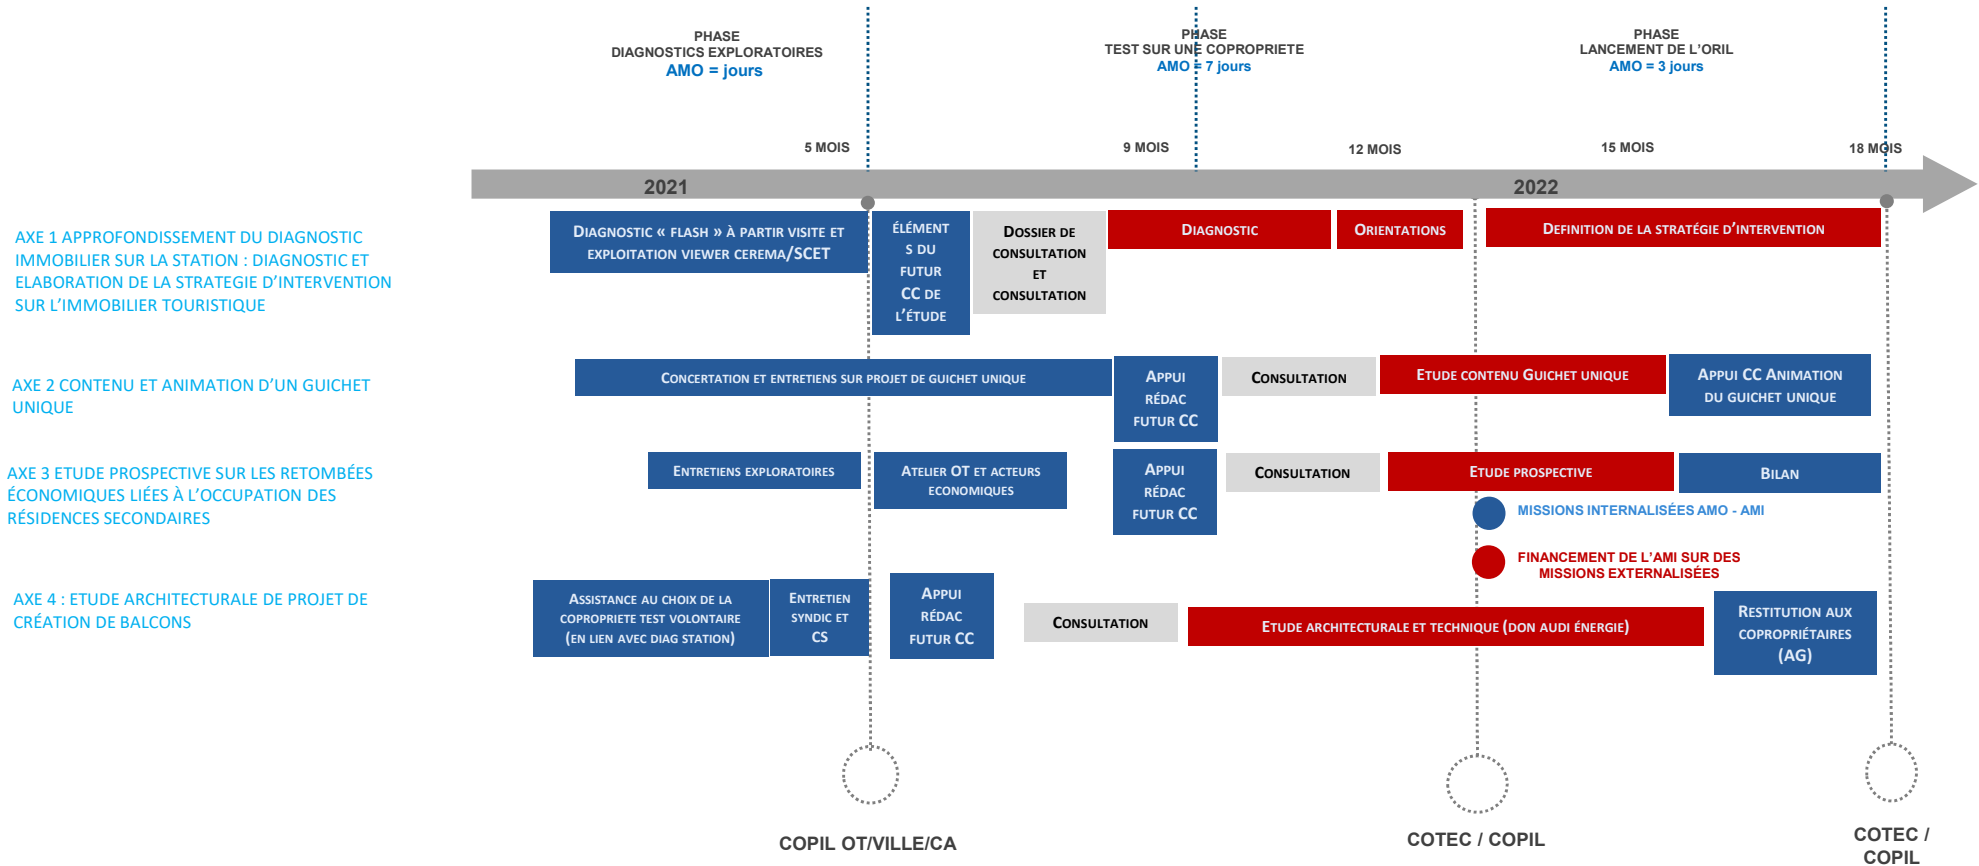 PHASE
DIAGNOSTICS EXPLORATOIRES
AMO = jours
PHASE
TEST SUR UNE COPROPRIETE
AMO = 7 jours
PHASE
LANCEMENT DE L'ORIL
AMO = 3 jours
5 MOIS
9 MOIS
12 MOIS
15 MOIS
18 MOIS
2021
2022
AXE 1 APPROFONDISSEMENT DU DIAGNOSTIC
IMMOBILIER SUR LA STATION : DIAGNOSTIC ET
ELABORATION DE LA STRATEGIE D'INTERVENTION
SUR L'IMMOBILIER TOURISTIQUE
DIAGNOSTIC « FLASH » À PARTIR VISITE ET
EXPLOITATION VIEWER CEREMA/SCET
ÉLÉMENT
S DU
FUTUR
CC DE
L'ÉTUDE
DOSSIER DE
CONSULTATION
ET
CONSULTATION
DIAGNOSTIC
ORIENTATIONS
DEFINITION DE LA STRATÉGIE D'INTERVENTION
AXE 2 CONTENU ET ANIMATION D'UN GUICHET
UNIQUE
CONCERTATION ET ENTRETIENS SUR PROJET DE GUICHET UNIQUE
APPUI
RÉDAC
FUTUR CC
CONSULTATION
ETUDE CONTENU GUICHET UNIQUE
APPUI CC ANIMATION
DU GUICHET UNIQUE
AXE 3 ETUDE PROSPECTIVE SUR LES RETOMBÉES
ÉCONOMIQUES LIÉES À L'OCCUPATION DES
RÉSIDENCES SECONDAIRES
ENTRETIENS EXPLORATOIRES
ATELIER OT ET ACTEURS
ECONOMIQUES
APPUI
RÉDAC
FUTUR CC
CONSULTATION
ETUDE PROSPECTIVE
BILAN
MISSIONS INTERNALISÉES AMO - AMI
FINANCEMENT DE L'AMI SUR DES
MISSIONS EXTERNALISÉES
AXE 4 : ETUDE ARCHITECTURALE DE PROJET DE
CRÉATION DE BALCONS
ASSISTANCE AU CHOIX DE LA
COPROPRIETE TEST VOLONTAIRE
(EN LIEN AVEC DIAG STATION)
ENTRETIEN
SYNDIC ET
CS
APPUI
RÉDAC
FUTUR CC
CONSULTATION
ETUDE ARCHITECTURALE ET TECHNIQUE (DON AUDI ÉNERGIE)
RESTITUTION AUX
COPROPRIÉTAIRES
(AG)
COPIL OT/VILLE/CA
COTEC / COPIL
COTEC /
COPIL